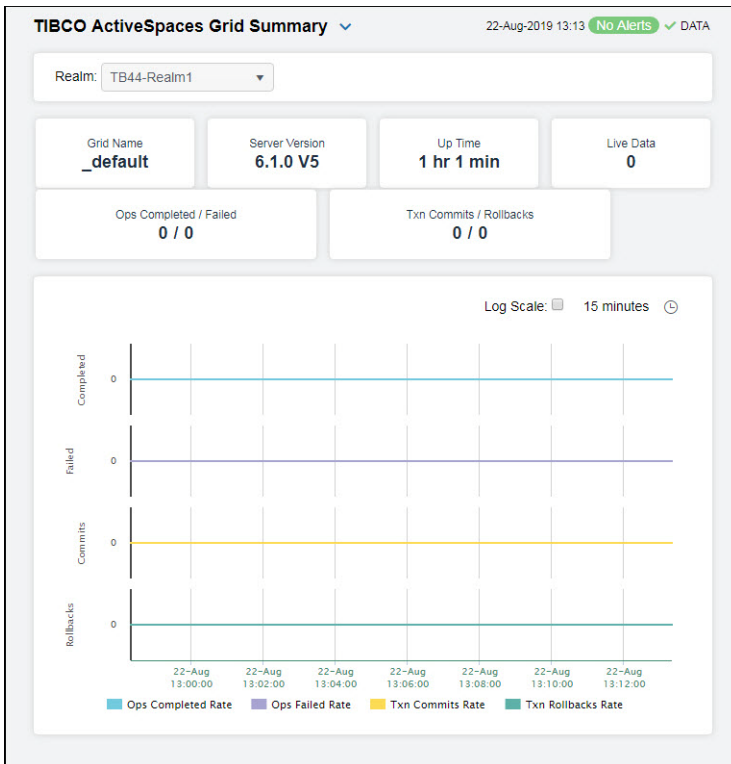 TIBCO ActiveSpaces Grid Summary
22-Aug-2019 13:13 No Alerts DATA
Realm: TB44-Realm1
Grid Name
_default
Server Version
6.1.0 V5
Up Time
1 hr 1 min
Live Data
0
Ops Completed / Failed
0 / 0
Txn Commits / Rollbacks
0 / 0
Log Scale: 15 minutes
Completed
0
Failed
0
Commits
0
Rollbacks
0
22-Aug 22-Aug 22-Aug 22-Aug 22-Aug 22-Aug 22-Aug
13:00:00 13:02:00 13:04:00 13:06:00 13:08:00 13:10:00 13:12:00
Ops Completed Rate Ops Failed Rate Txn Commits Rate Txn Rollbacks Rate